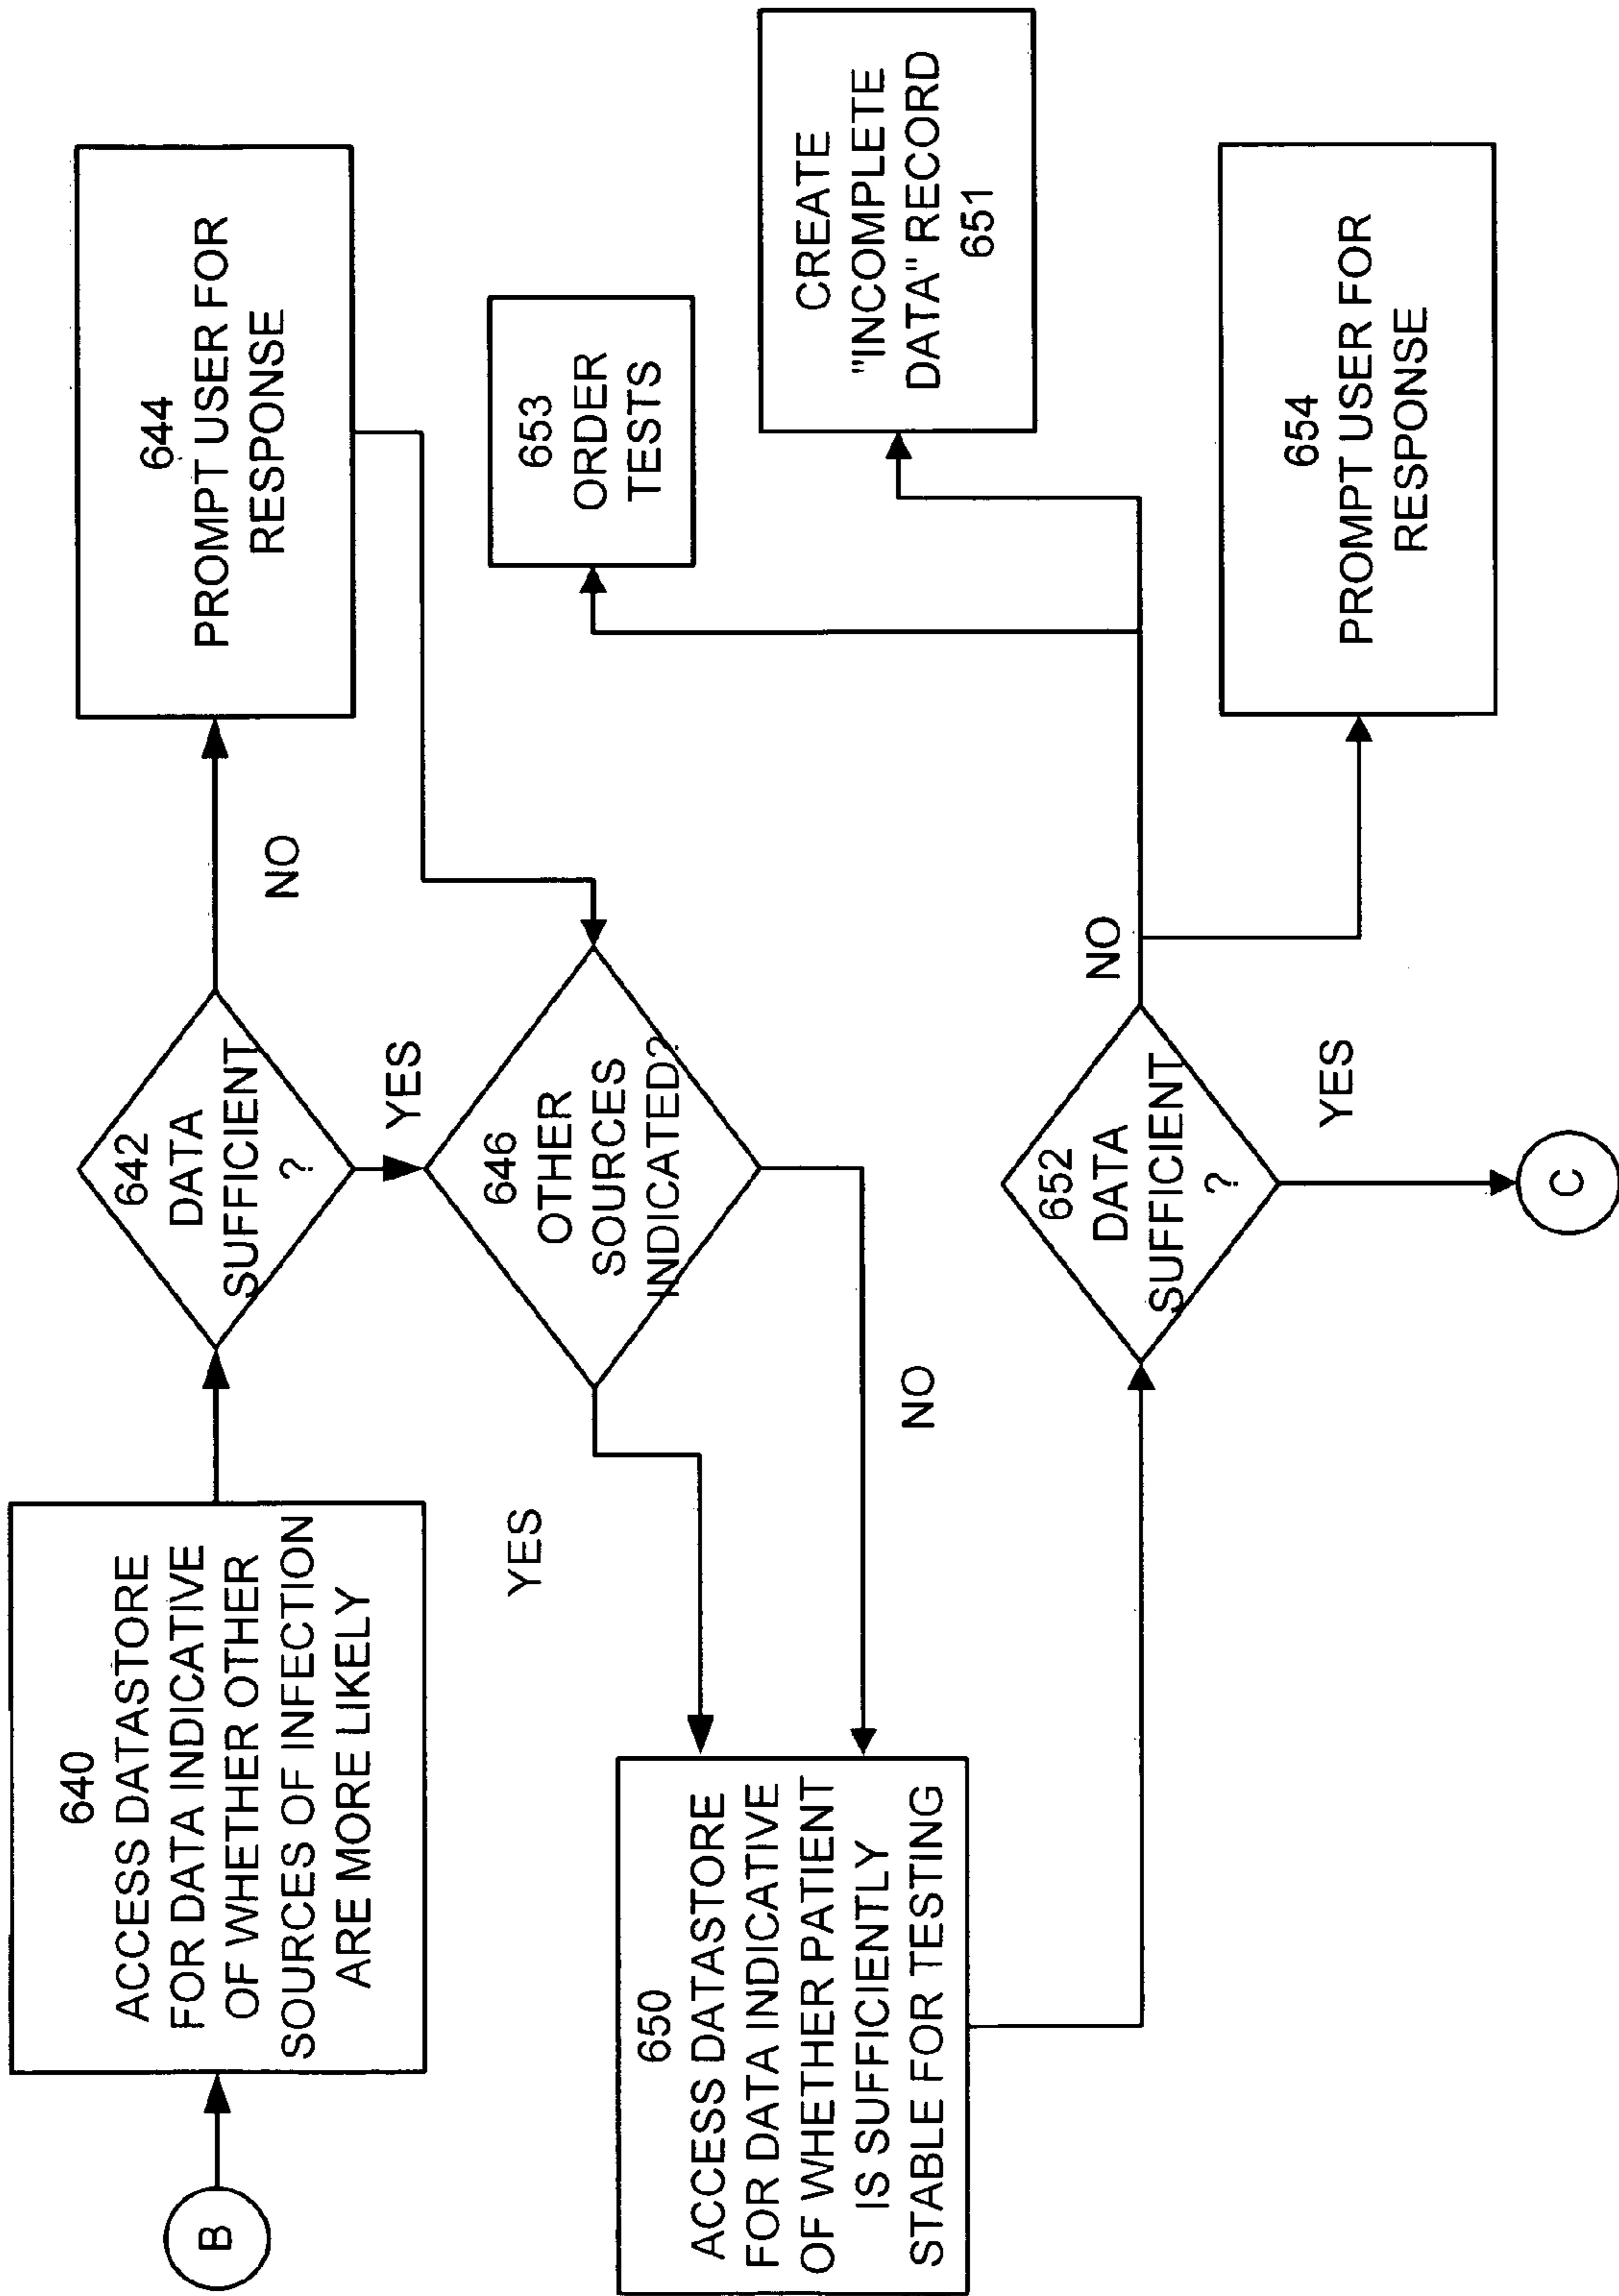 B
640
ACCESS DATASTORE
FOR DATA INDICATIVE
OF WHETHER OTHER
SOURCES OF INFECTION
ARE MORE LIKELY
642
DATA
SUFFICIENT
?
NO
644
PROMPT USER FOR
RESPONSE
YES
646
OTHER
SOURCES
INDICATED?
YES
NO
650
ACCESS DATASTORE
FOR DATA INDICATIVE
OF WHETHER PATIENT
IS SUFFICIENTLY
STABLE FOR TESTING
652
DATA
SUFFICIENT
?
NO
653
ORDER
TESTS
CREATE
"INCOMPLETE
DATA" RECORD
651
654
PROMPT USER FOR
RESPONSE
YES
C